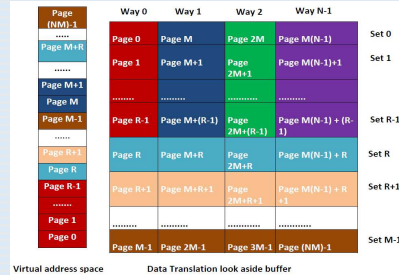 Page (NM)-1
.....
Page M+R
......
Page M+1
Page M
Page M-1
......
Page R+1
Page R
Page R-1
.......
Page 1
Page 0
Virtual address space
Way 0 Way 1 Way 2 Way N-1
Page 0 Page M Page 2M Page M(N-1) Set 0
Page 1 Page M+1 Page 2M+1 Page M(N-1)+1 Set 1
........ ......... ........... .........
Page R-1 Page M+(R-1) Page 2M+(R-1) Page M(N-1) + (R-1) Set R-1
Page R Page M+R Page 2M+R Page M(N-1) + R Set R
Page R+1 Page M+R+1 Page 2M+R+1 Page M(N-1) + R +1 Set R+1
.......... ......... .......... .........
Page M-1 Page 2M-1 Page 3M-1 Page (NM)-1 Set M-1
Data Translation look aside buffer